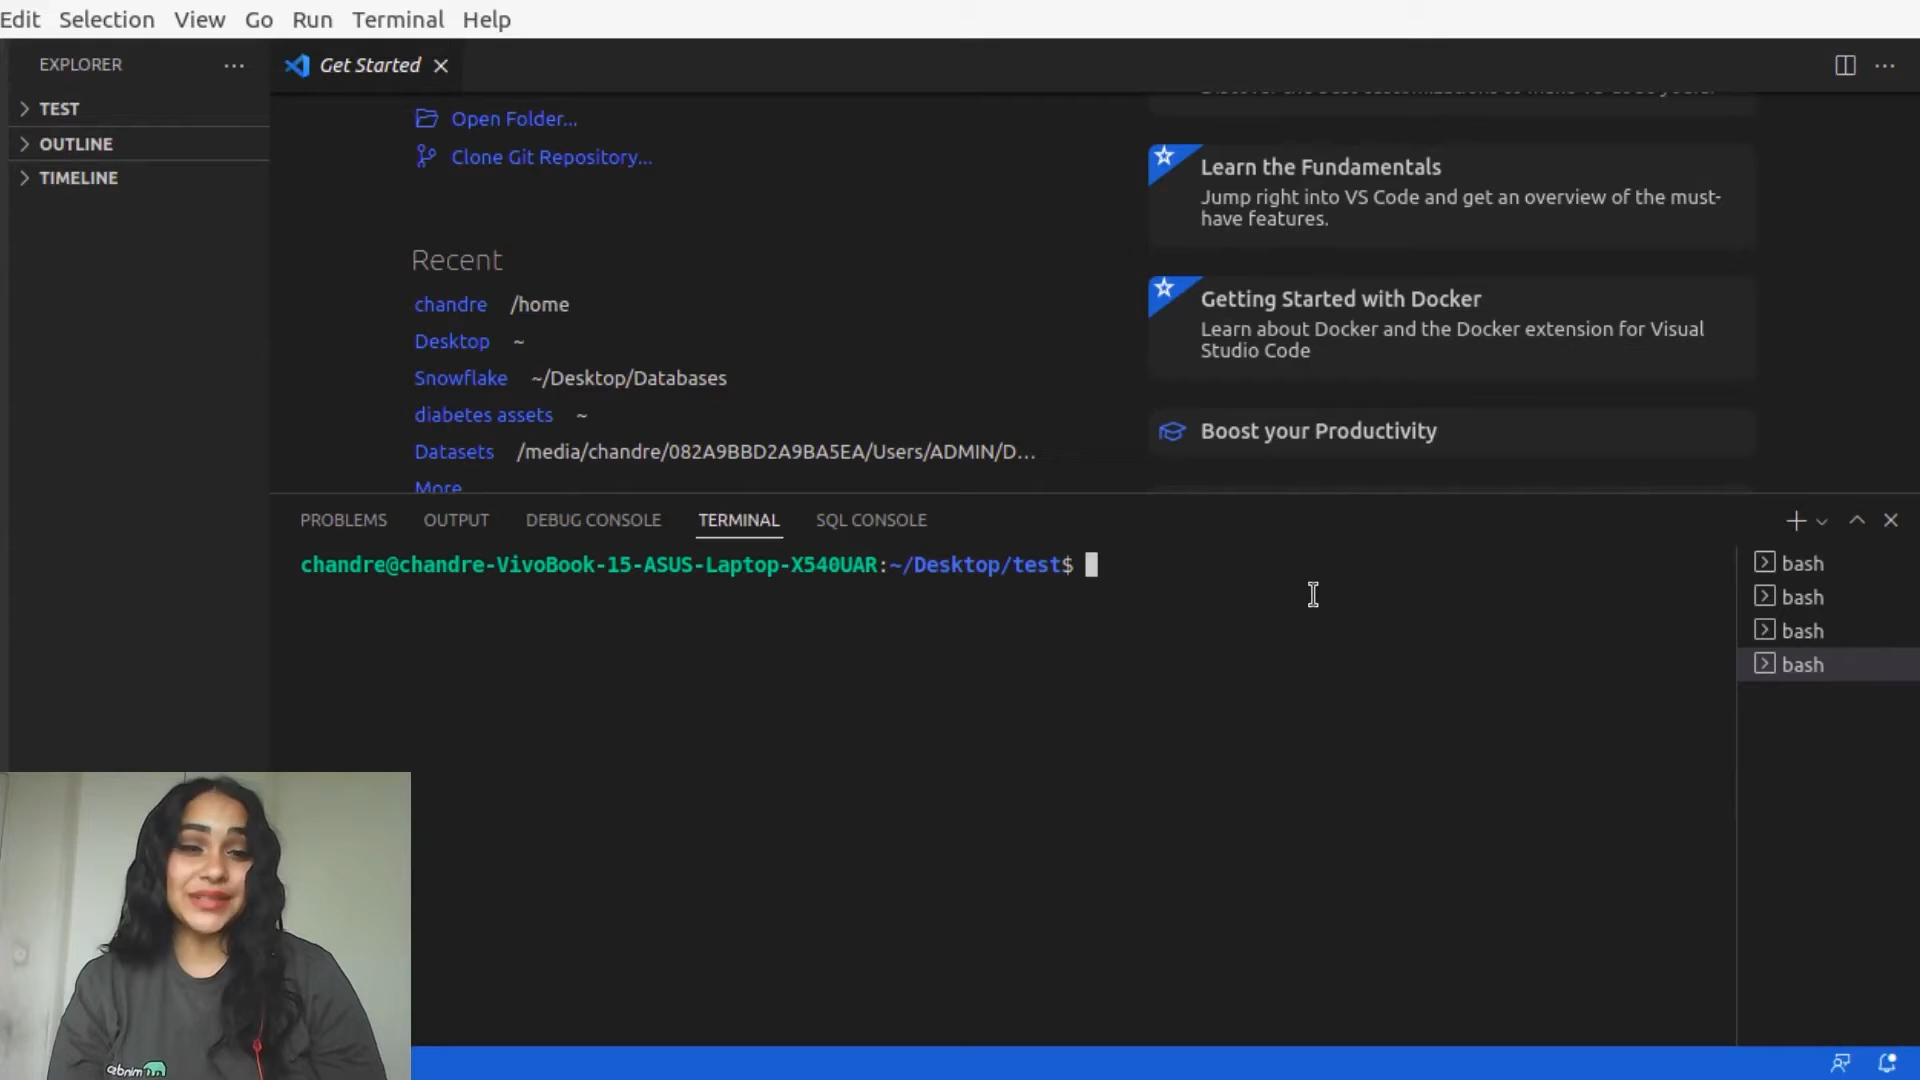 Edit Selection View Go Run Terminal Help
EXPLORER
TEST
OUTLINE
TIMELINE
Get Started
Open Folder...
Clone Git Repository...
Recent
chandre /home
Desktop ~
Snowflake ~/Desktop/Databases
diabetes assets ~
Datasets /media/chandre/082A9BBD2A9BA5EA/Users/ADMIN/D...
More
Learn the Fundamentals
Jump right into VS Code and get an overview of the must-
have features.
Getting Started with Docker
Learn about Docker and the Docker extension for Visual
Studio Code
Boost your Productivity
PROBLEMS OUTPUT DEBUG CONSOLE TERMINAL SQL CONSOLE
chandre@chandre-VivoBook-15-ASUS-Laptop-X540UAR:~/Desktop/test$
bash
bash
bash
bash